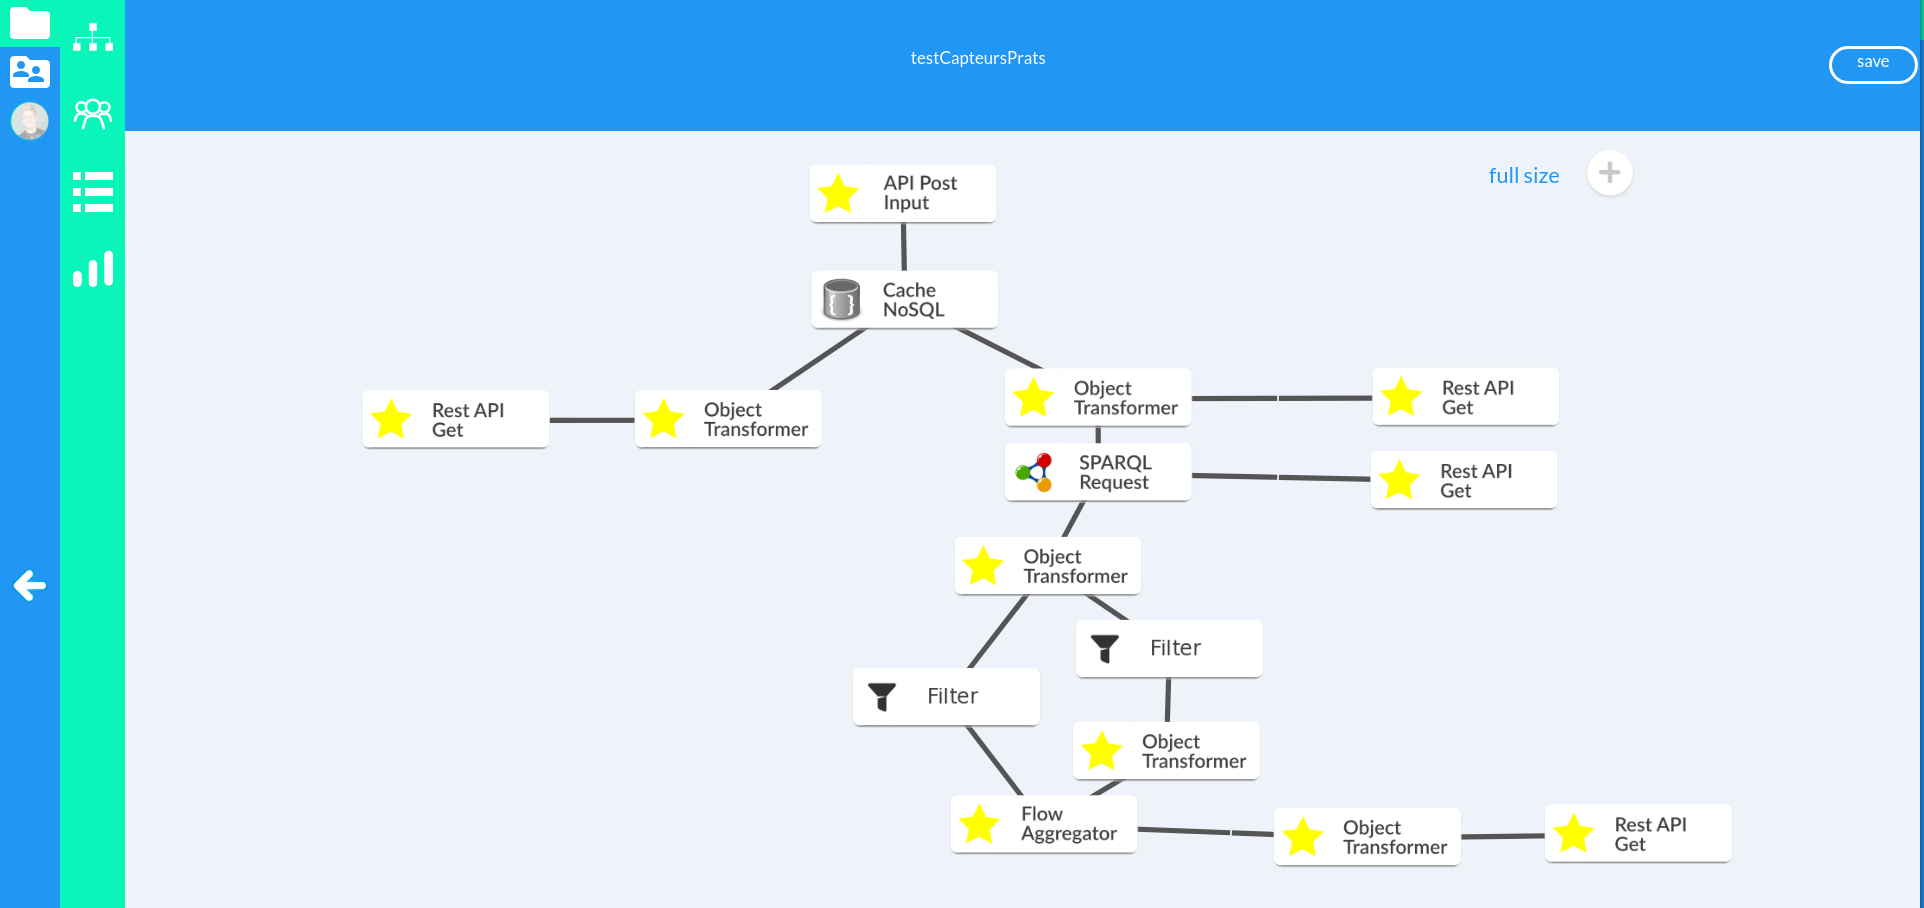 testCapteursPrats
save
full size
API Post
Input
Cache
NoSQL
Rest API
Get
Object
Transformer
Object
Transformer
Rest API
Get
SPARQL
Request
Rest API
Get
Object
Transformer
Filter
Filter
Object
Transformer
Flow
Aggregator
Object
Transformer
Rest API
Get